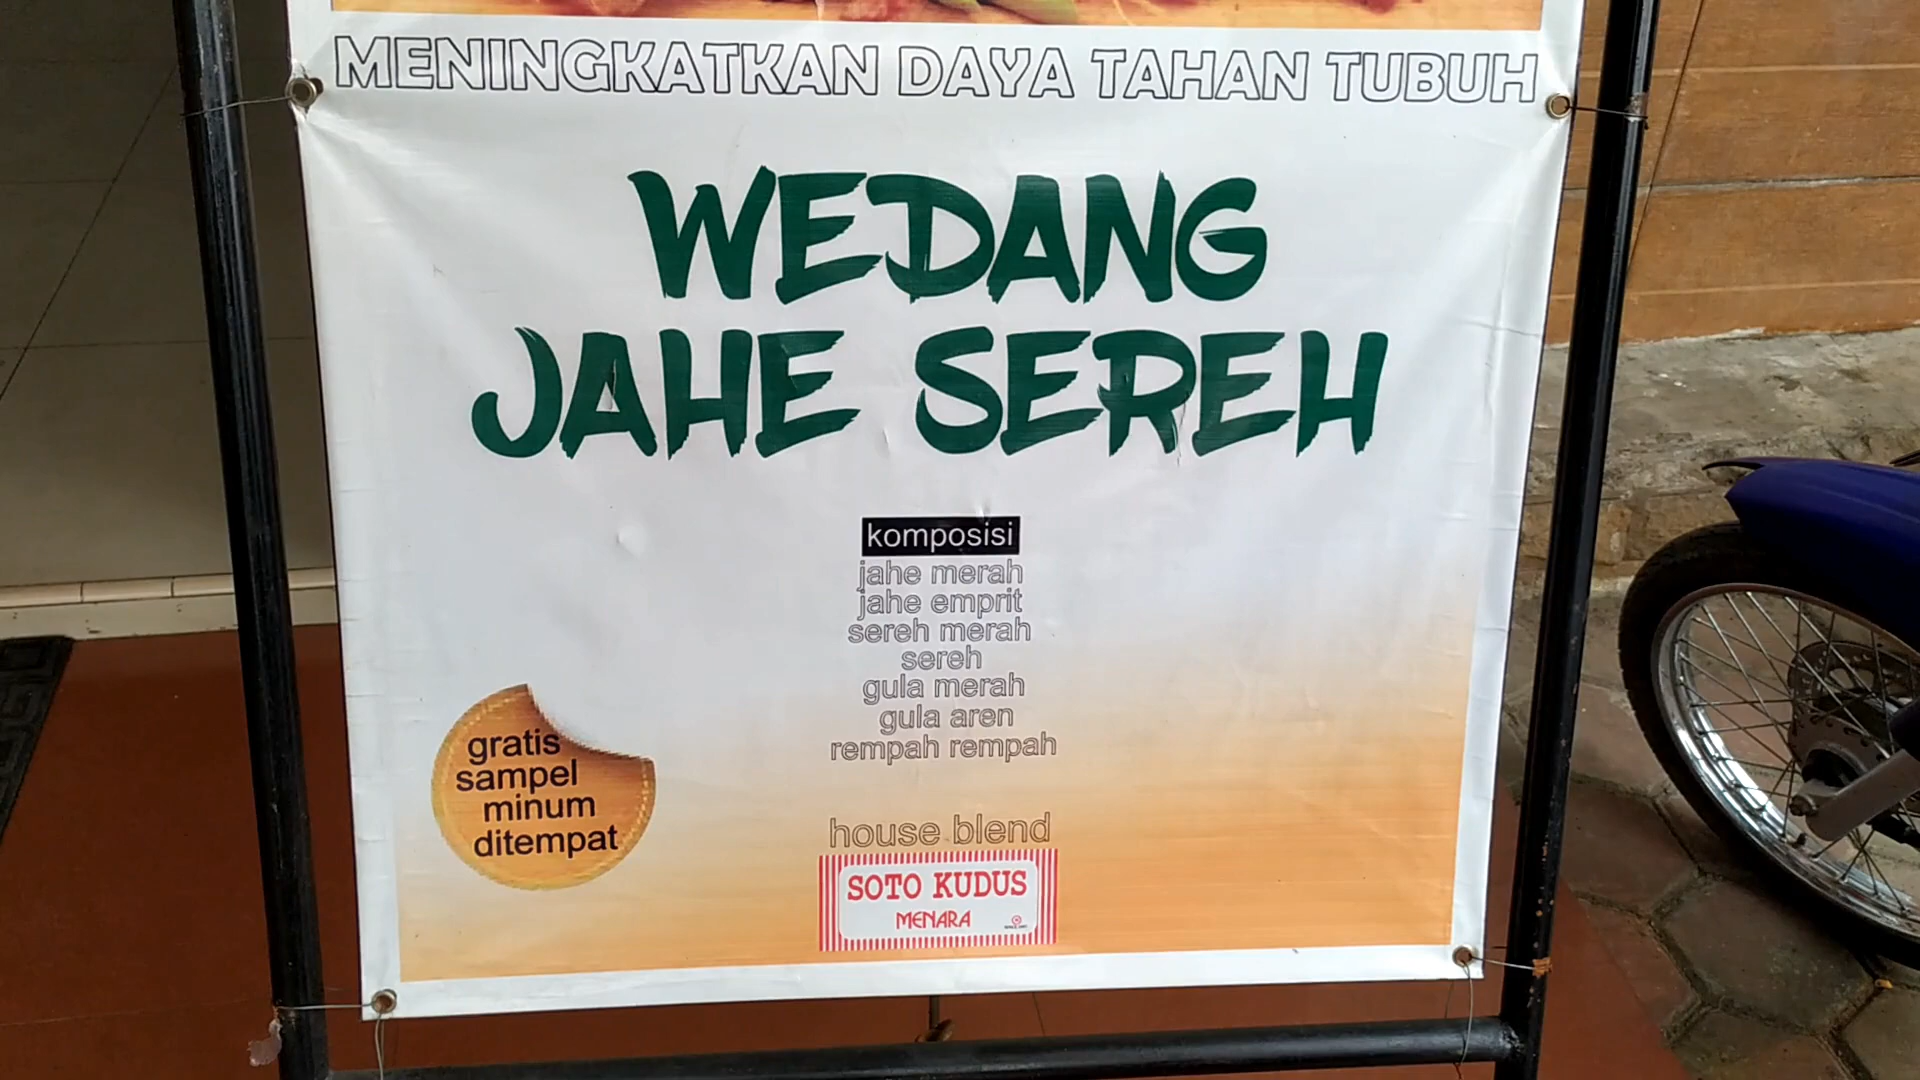 MENINGKATKAN DAYA TAHAN TUBUH
WEDANG
JAHE SEREH
komposisi
jahe merah
jahe emprit
sereh merah
sereh
gula merah
gula aren
rempah rempah
gratis
sampel
minum
ditempat
house blend
SOTO KUDUS
MENARA